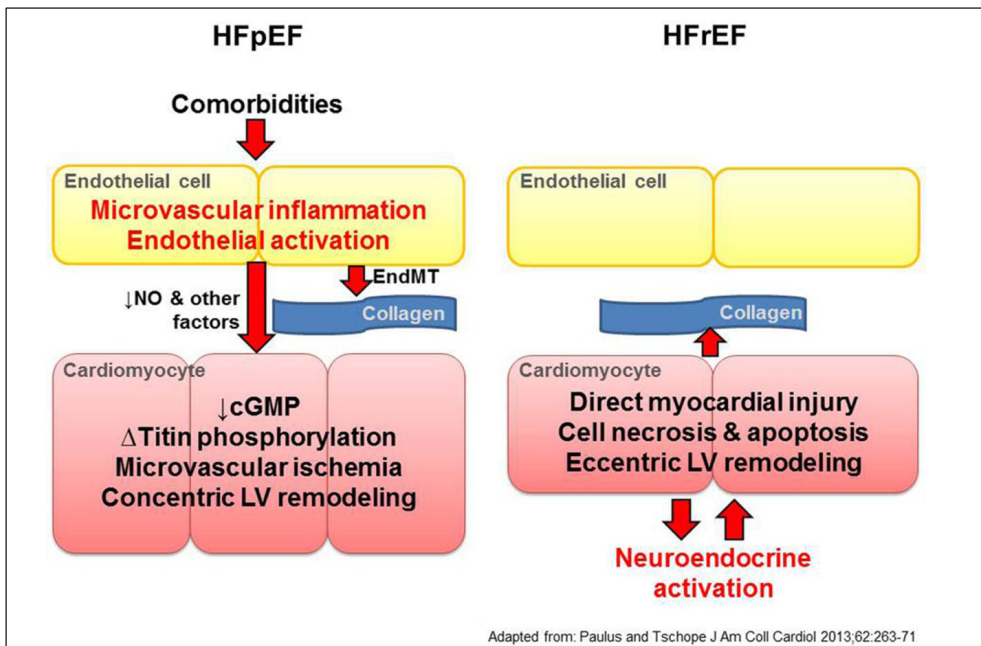 HFpEF
Comorbidities
Endothelial cell
Microvascular inflammation
Endothelial activation
EndMT
↓NO & other
factors
Collagen
Cardiomyocyte
↓cGMP
ΔTitin phosphorylation
Microvascular ischemia
Concentric LV remodeling
HFrEF
Endothelial cell
Collagen
Cardiomyocyte
Direct myocardial injury
Cell necrosis & apoptosis
Eccentric LV remodeling
Neuroendocrine
activation
Adapted from: Paulus and Tschope J Am Coll Cardiol 2013;62:263-71